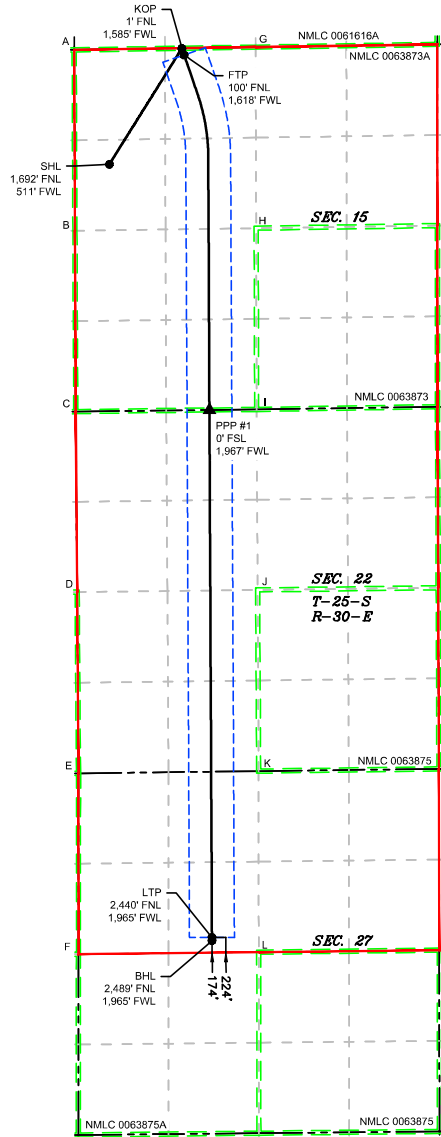 KOP
1' FNL
1,585' FWL
A
G
NMLC 0061616A
NMLC 0063873A
FTP
100' FNL
1,618' FWL
SHL
1,692' FNL
511' FWL
B
H
SEC. 15
C
I
NMLC 0063873
PPP #1
0' FSL
1,967' FWL
D
J
SEC. 22
T-25-S
R-30-E
E
K
NMLC 0063875
LTP
2,440' FNL
1,965' FWL
F
L
SEC. 27
BHL
2,489' FNL
1,965' FWL
174'
224'
NMLC 0063875A
NMLC 0063875